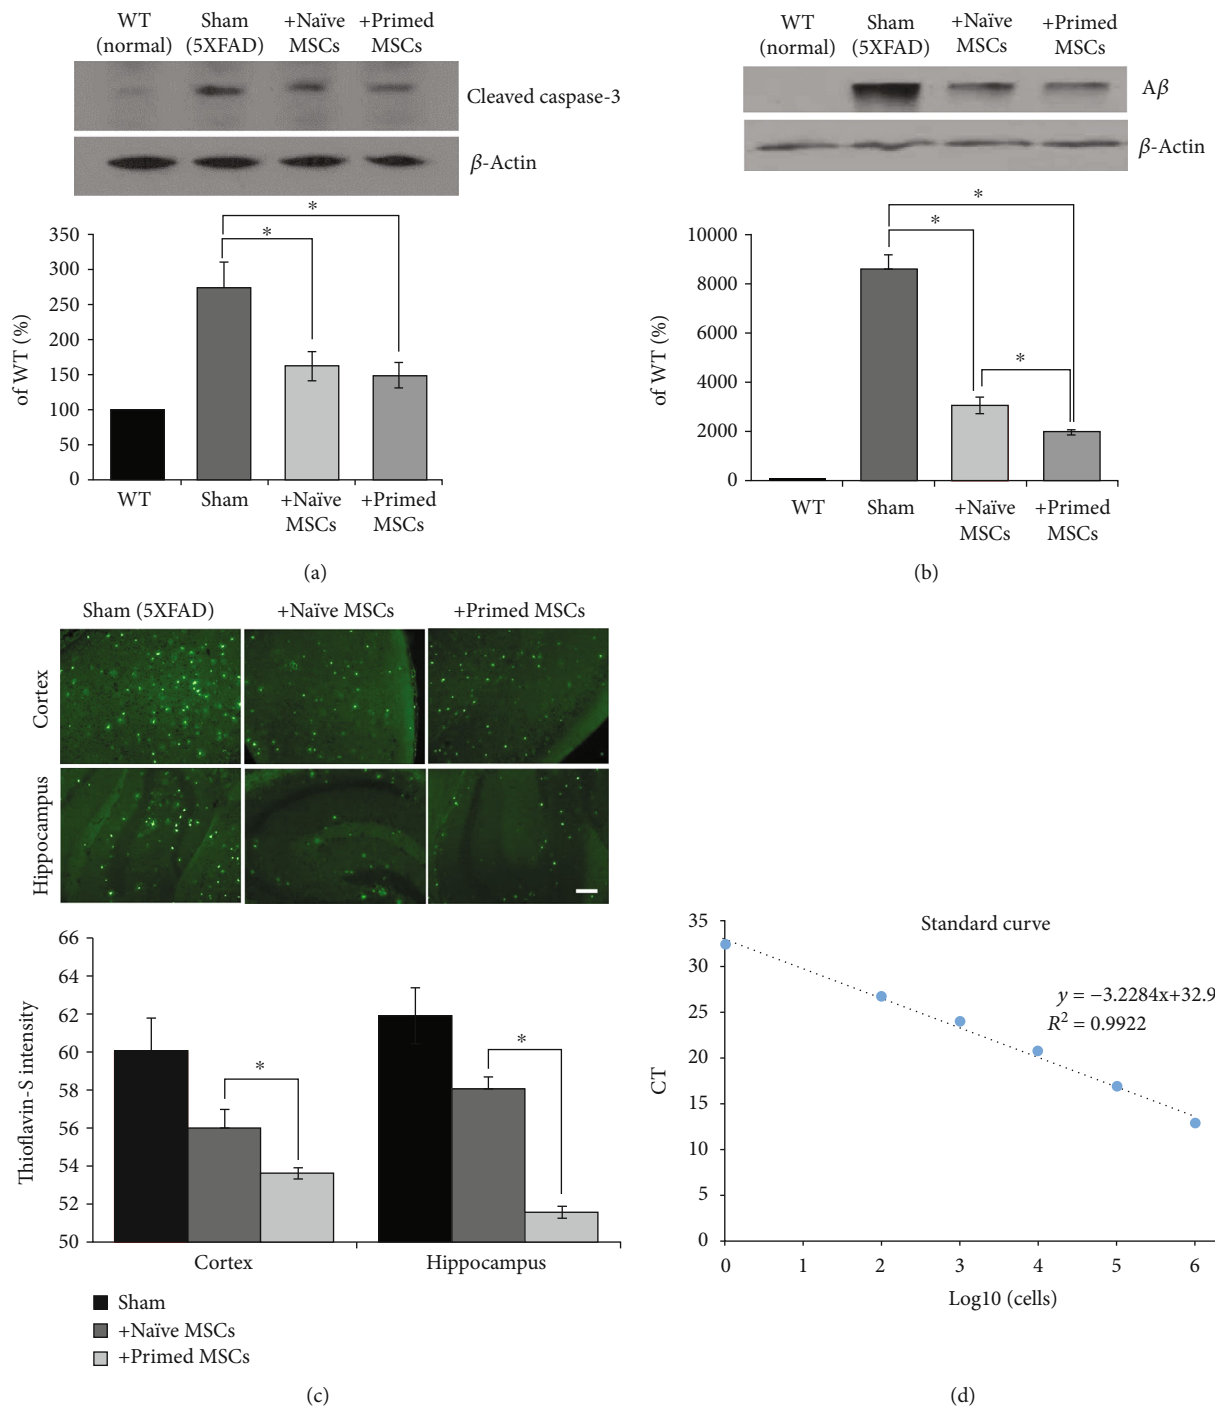 WT
(normal)
Sham
(5XFAD)
+Naïve
MSCs
+Primed
MSCs
Cleaved caspase-3
β-Actin
*
*
350
300
250
200
150
100
50
0
of WT (%)
WT
Sham
+Naïve
MSCs
+Primed
MSCs
(a)
WT
(normal)
Sham
(5XFAD)
+Naïve
MSCs
+Primed
MSCs
Aβ
β-Actin
*
*
*
10000
8000
6000
4000
2000
0
of WT (%)
WT
Sham
+Naïve
MSCs
+Primed
MSCs
(b)
Sham (5XFAD)
+Naïve MSCs
+Primed MSCs
Cortex
Hippocampus
66
64
62
60
58
56
54
52
50
Thioflavin-S intensity
*
*
Cortex
Hippocampus
Sham
+Naïve MSCs
+Primed MSCs
(c)
Standard curve
35
30
25
20
15
10
5
0
CT
y = −3.2284x+32.9
R² = 0.9922
0 1 2 3 4 5 6
Log10 (cells)
(d)